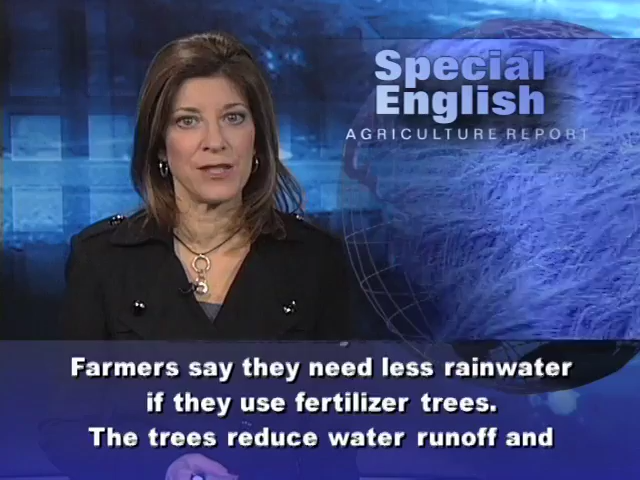 Special
English
AGRICULTURE REPORT
Farmers say they need less rainwater
if they use fertilizer trees.
The trees reduce water runoff and